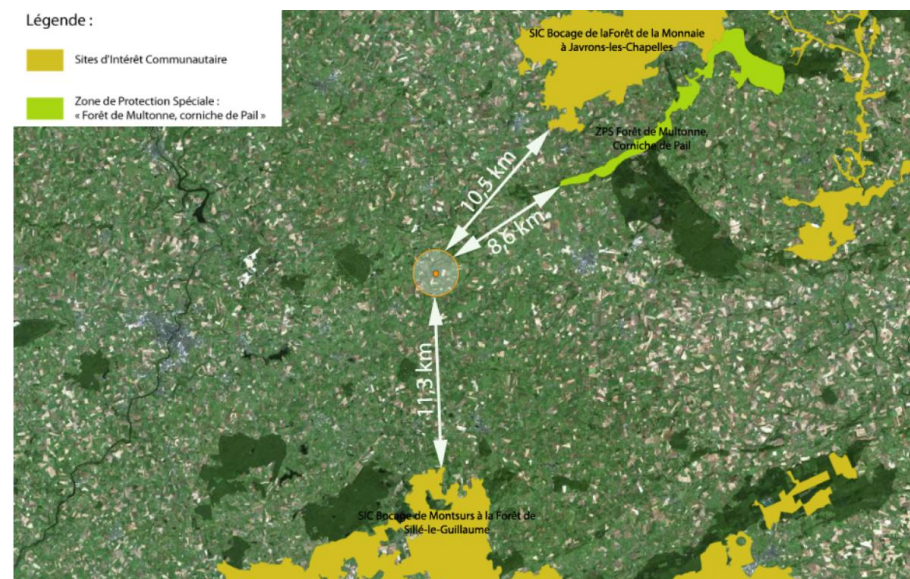 Légende :
Sites d'Intérêt Communautaire
Zone de Protection Spéciale :
« Forêt de Multonne, corniche de Pail »
SIC Bocage de laForêt de la Monnaie
à Javrons-les-Chapelles
ZPS Forêt de Multonne,
Corniche de Pail
10,5 km
8,6 km
11,3 km
SIC Bocage de Montsurs à la Forêt de
Sillé-le-Guillaume